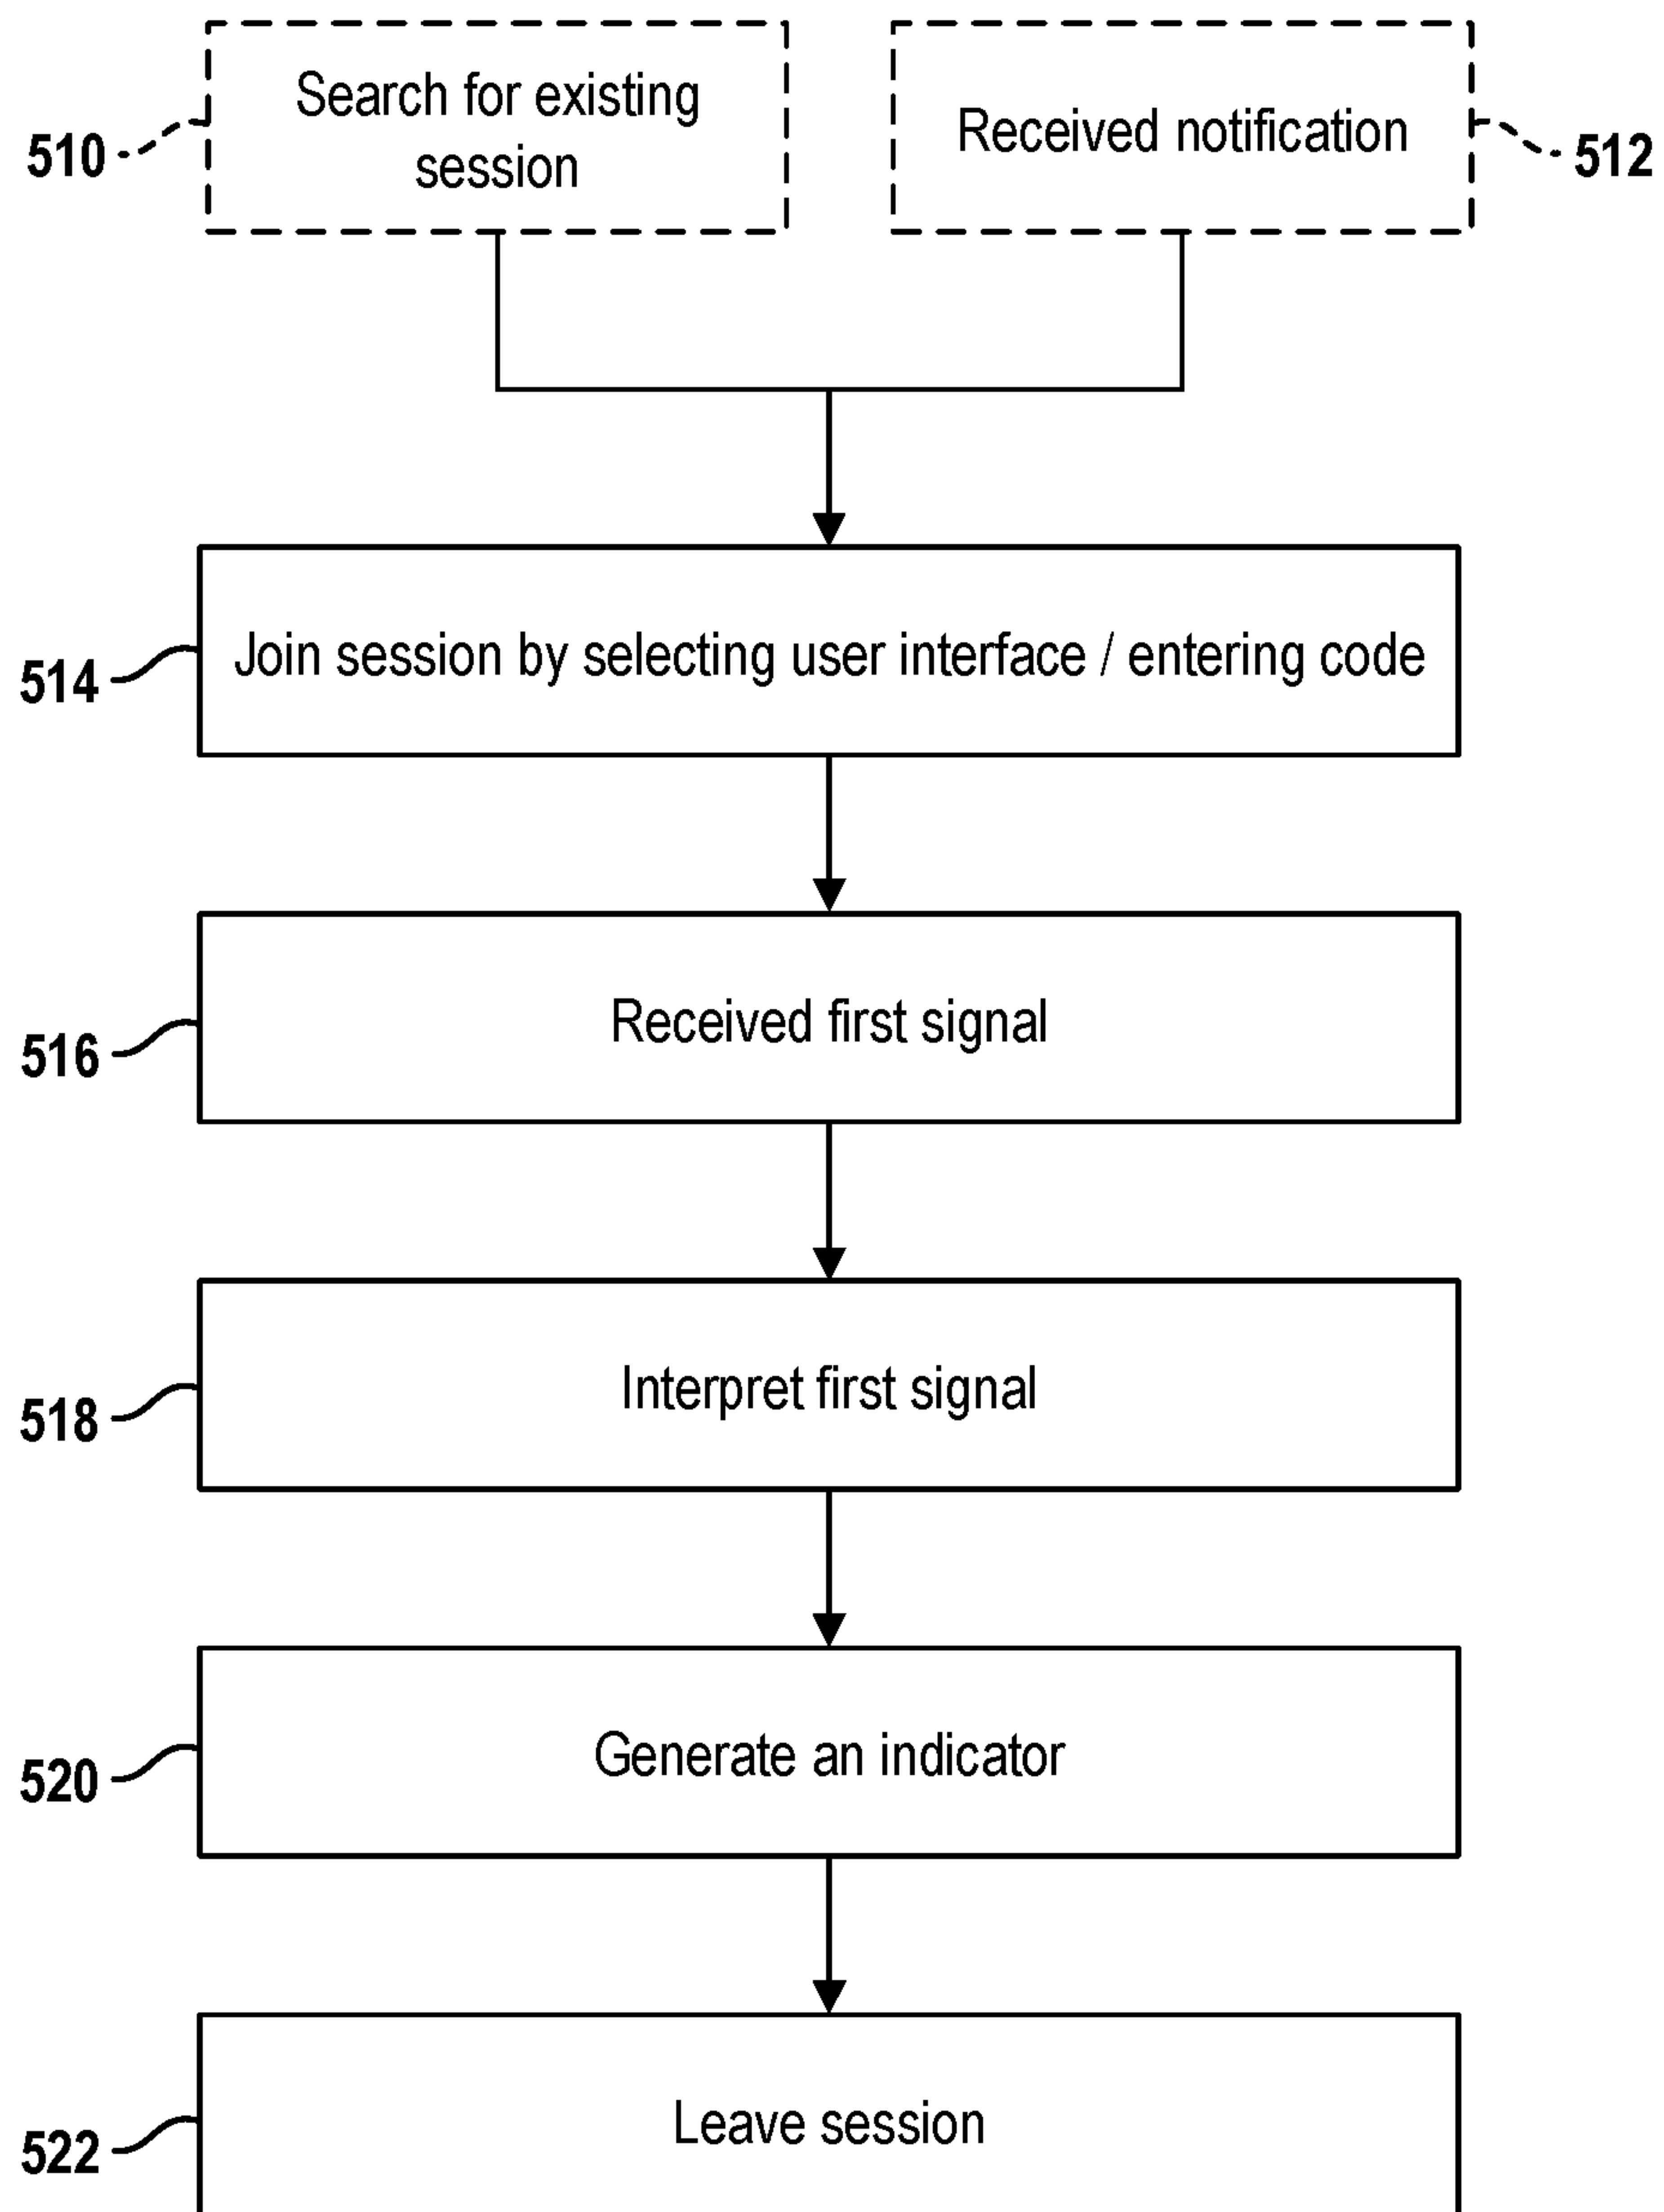 Search for existing
session
510
Received notification
512
Join session by selecting user interface / entering code
514
Received first signal
516
Interpret first signal
518
Generate an indicator
520
Leave session
522